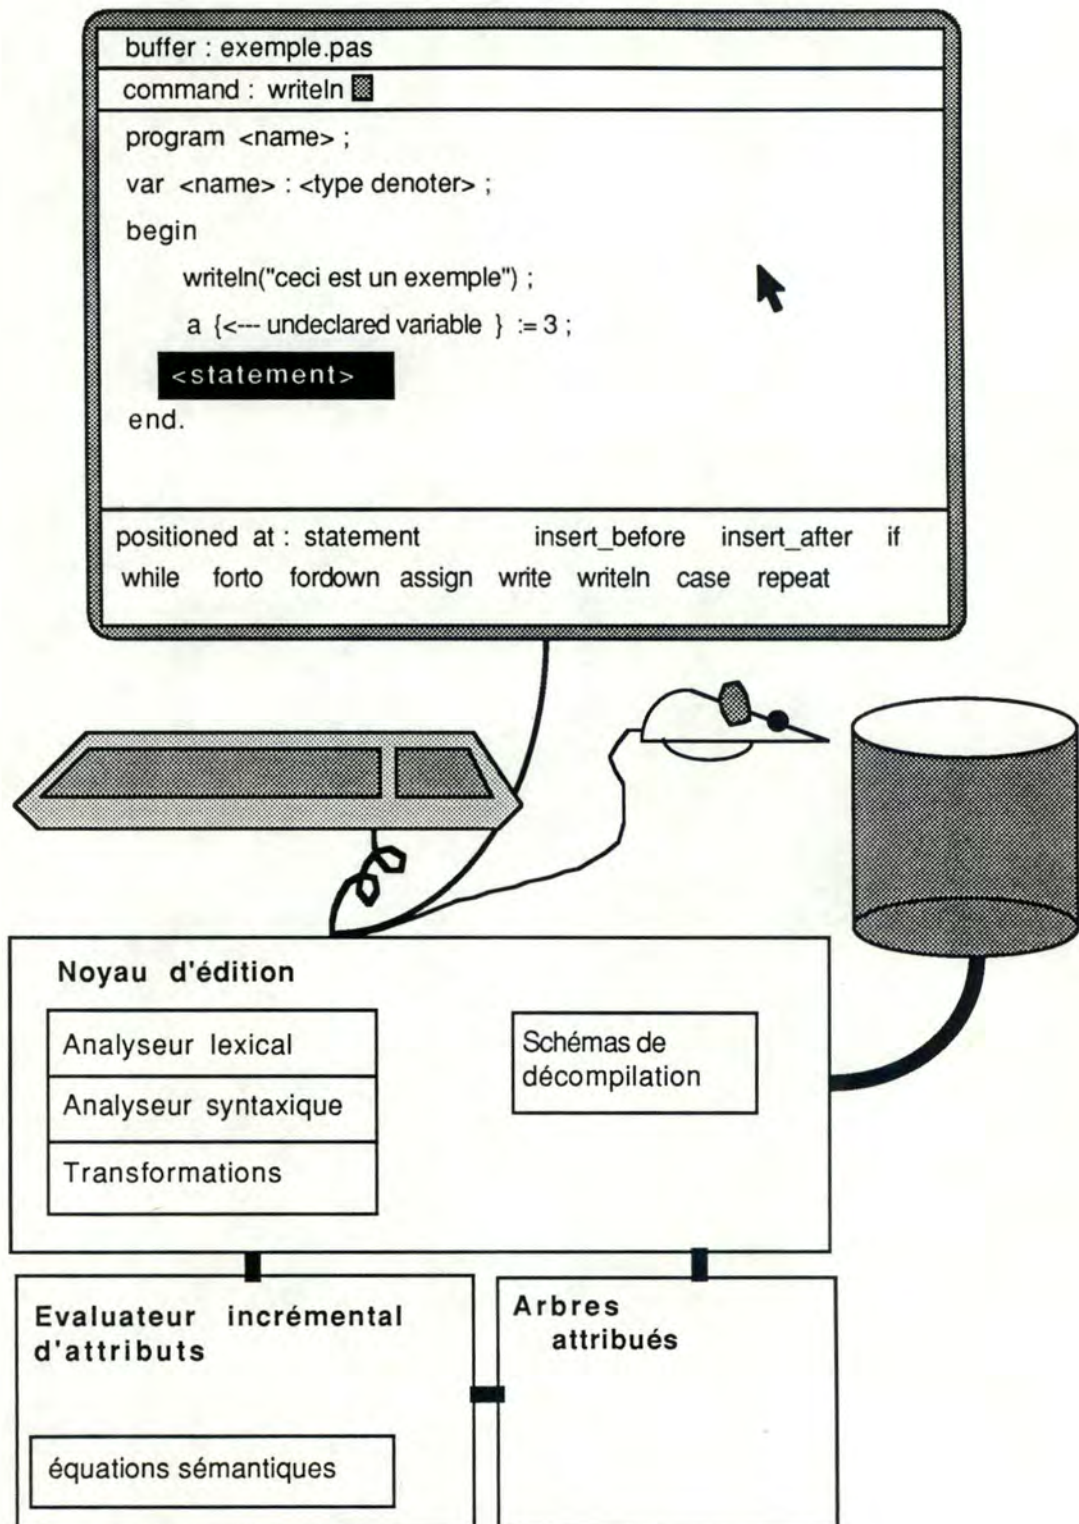 buffer : exemple.pas
command : writeln
program <name> ;
var <name> : <type denoter> ;
begin
writeln("ceci est un exemple") ;
a {<--- undeclared variable } := 3 ;
<statement>
end.
positioned at : statement insert_before insert_after if
while forto fordown assign write writeln case repeat
Noyau d'édition
Analyseur lexical
Analyseur syntaxique
Transformations
Schémas de
décompilation
Evaluateur incrémental
d'attributs
équations sémantiques
Arbres
attribués